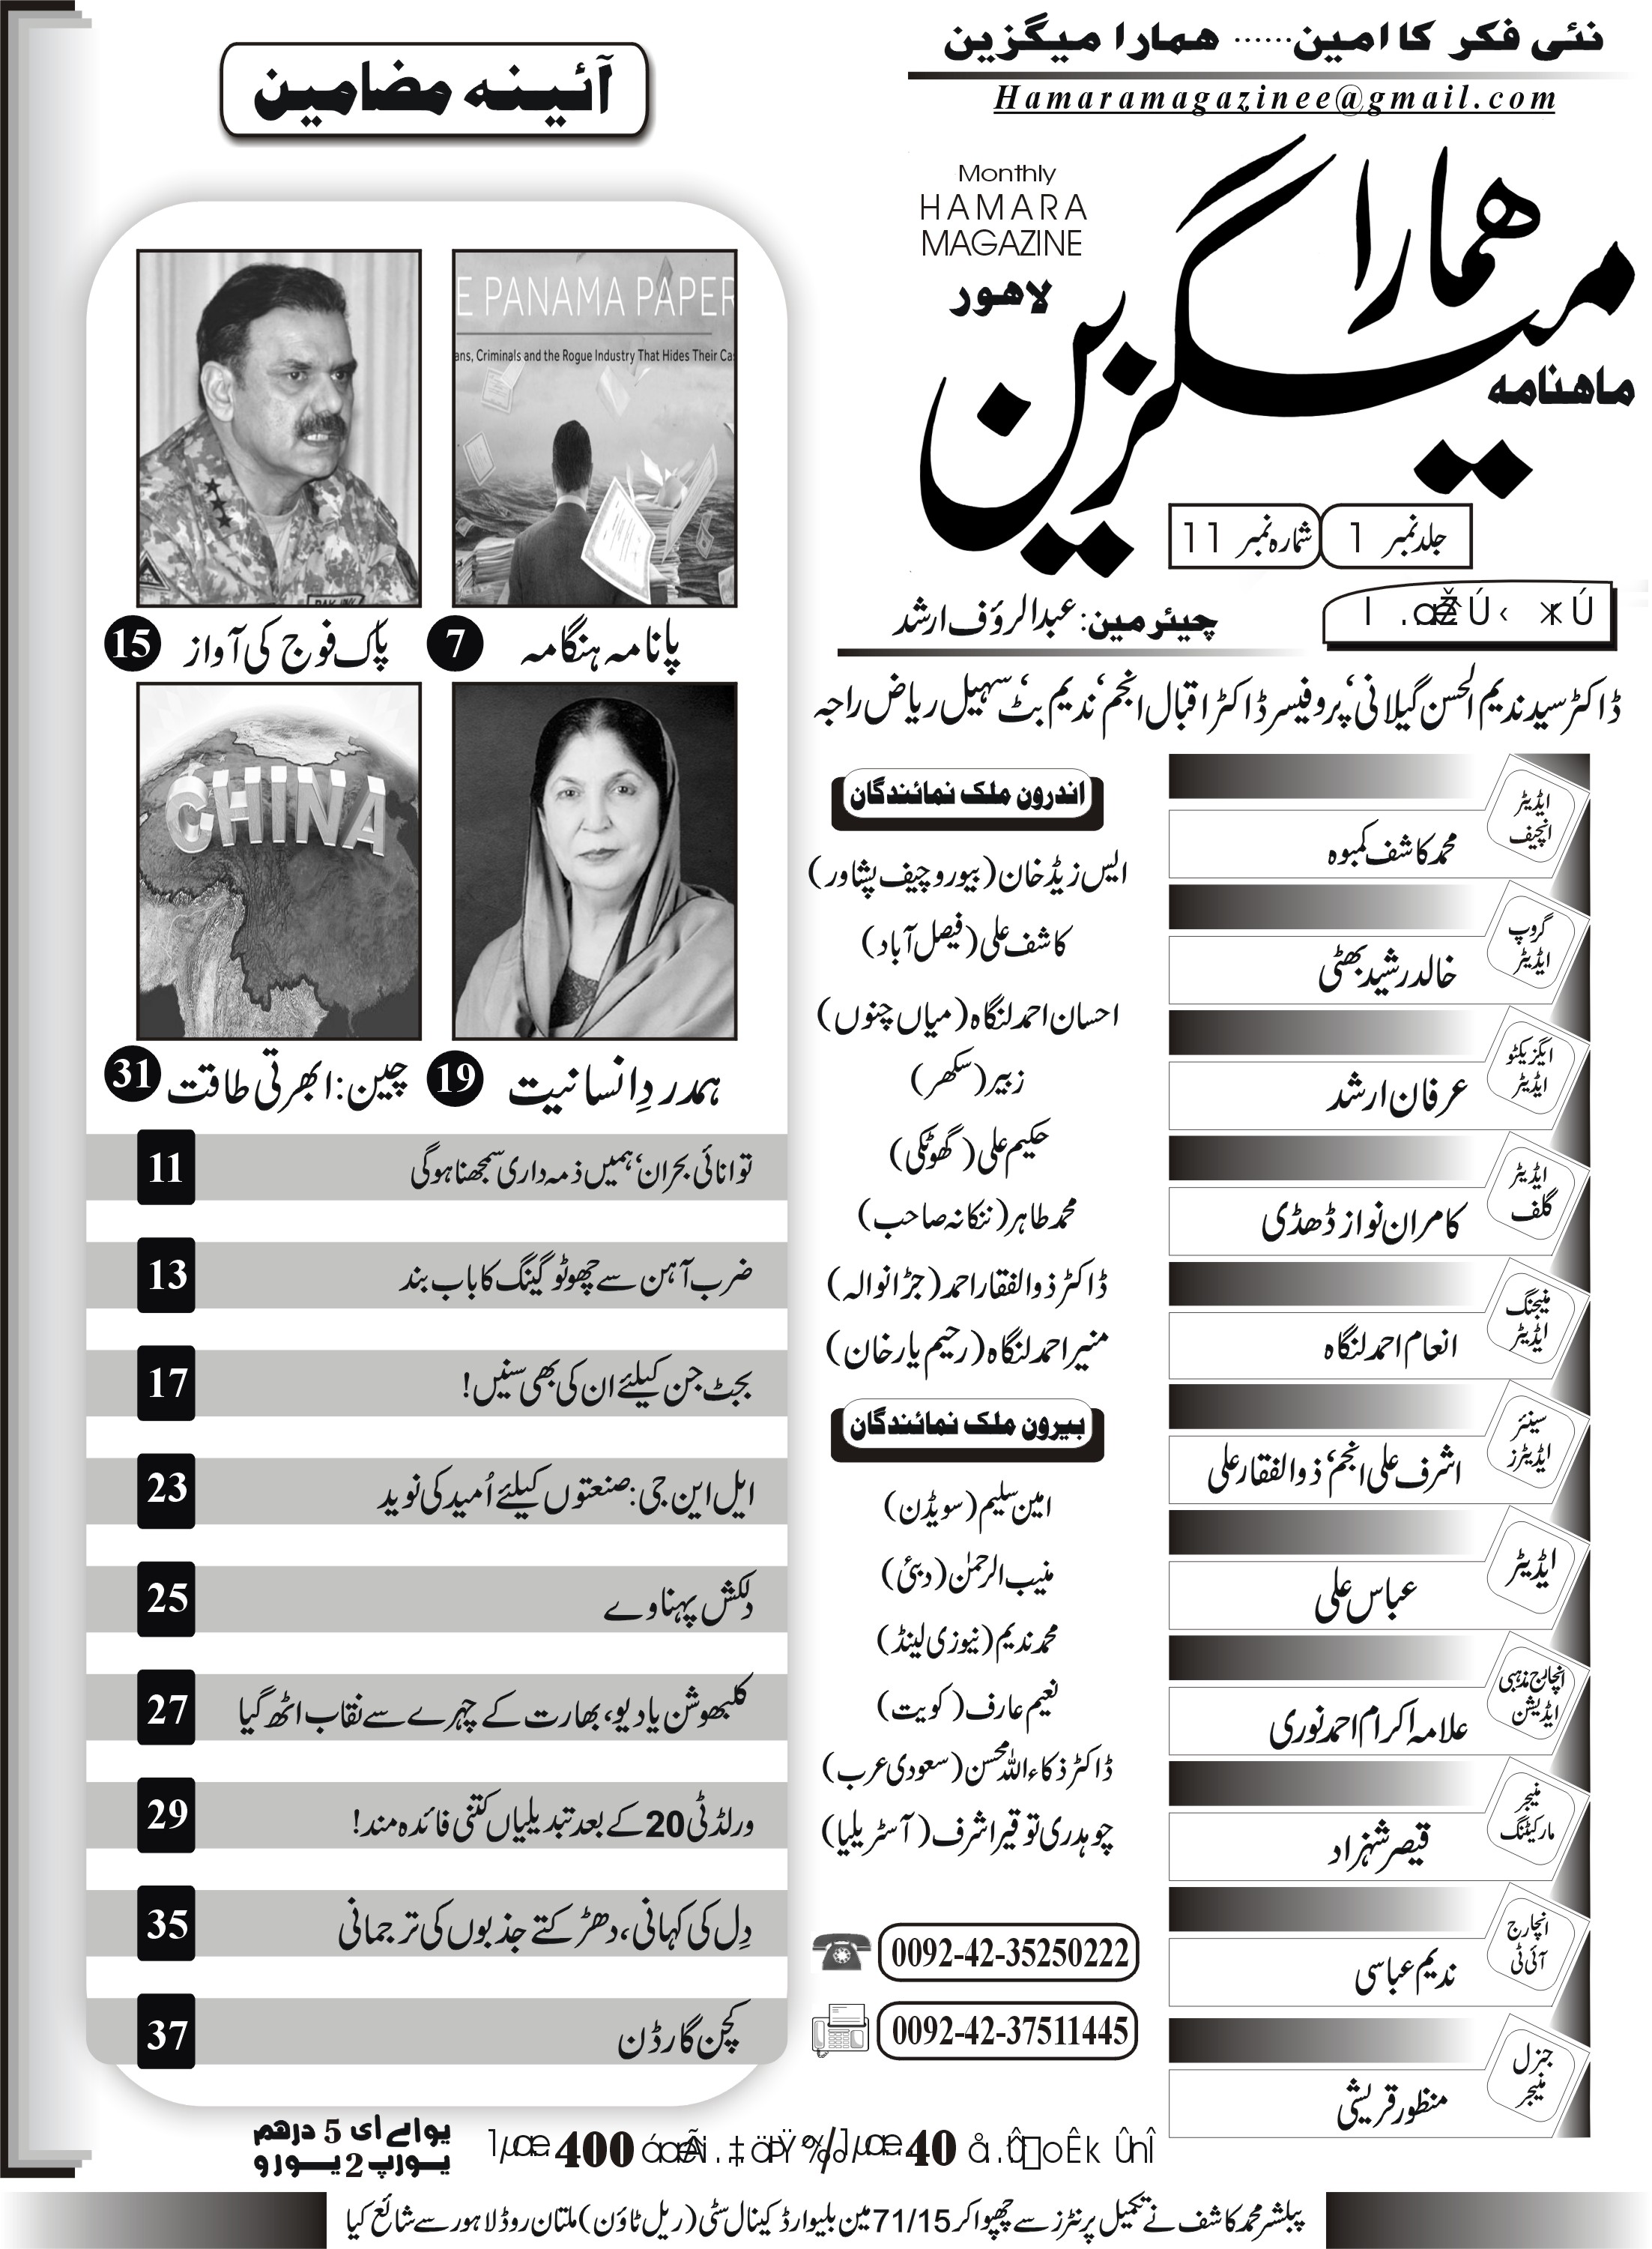 نئی فکر کا امین...... ہمارا میگزین
Hamaramagazinee@gmail.com
Monthly
HAMARA
MAGAZINE
لاہور
ماہنامہ
ہمارا میگزین
جلد نمبر 1
شمارہ نمبر 11
چیئرمین: عبدالرؤف ارشد
ڈاکٹر سید ندیم الحسن گیلانی‘ پروفیسر ڈاکٹر اقبال انجم‘ ندیم بٹ‘ سہیل ریاض راجہ
ایڈیٹر انچیف
محمد کاشف کمبوہ
گروپ ایڈیٹر
خالد رشید بھٹی
ایگزیکٹو ایڈیٹر
عرفان ارشد
ایڈیٹر گلف
کامران نواز ڈھڈی
منیجنگ ایڈیٹر
انعام احمد لنگاہ
سینئر ایڈیٹرز
اشرف علی انجم‘ ذوالفقار علی
ایڈیٹر
عباس علی
انچارج مذہبی ایڈیشن
علامہ اکرام احمد نوری
منیجر مارکیٹنگ
قیصر شہزاد
انچارج آئی ٹی
ندیم عباسی
جنرل منیجر
منظور قریشی
اندرون ملک نمائندگان
ایس زیڈ خان (بیورو چیف پشاور)
کاشف علی (فیصل آباد)
احسان احمد لنگاہ (میاں چنوں)
زبیر (سکھر)
حکیم علی (گھوٹکی)
محمد طاہر (ننکانہ صاحب)
ڈاکٹر ذوالفقار احمد (جڑانوالہ)
منیر احمد لنگاہ (رحیم یار خان)
بیرون ملک نمائندگان
امین سلیم (سویڈن)
منیب الرحمٰن (دبئی)
محمد ندیم (نیوزی لینڈ)
نعیم عارف (کویت)
ڈاکٹر ذکاء اللہ محسن (سعودی عرب)
چوہدری توقیر اشرف (آسٹریلیا)
0092-42-35250222
0092-42-37511445
آئینہ مضامین
E PANAMA PAPER
ans, Criminals and the Rogue Industry That Hides Their Ca
پانامہ ہنگامہ 7
پاک فوج کی آواز 15
CHINA
ہمدردِ انسانیت 19
چین: ابھرتی طاقت 31
توانائی بحران‘ ہمیں ذمہ داری سمجھنا ہوگی 11
ضرب آہن سے چھوٹو گینگ کا باب بند 13
بجٹ جن کیلئے ان کی بھی سنیں! 17
ایل این جی: صنعتوں کیلئے اُمید کی نوید 23
دلکش پہناوے 25
کلبھوشن یادیو، بھارت کے چہرے سے نقاب اٹھ گیا 27
ورلڈ ٹی 20 کے بعد تبدیلیاں کتنی فائدہ مند! 29
دِل کی کہانی، دھڑکتے جذبوں کی ترجمانی 35
کچن گارڈن 37
40
400
یو اے ای 5 درھم
یورپ 2 یورو
پبلشر محمد کاشف نے تکمیل پرنٹرز سے چھپوا کر 71/15 مین بلیوارڈ کینال سٹی (ریل ٹاؤن) ملتان روڈ لاہور سے شائع کیا